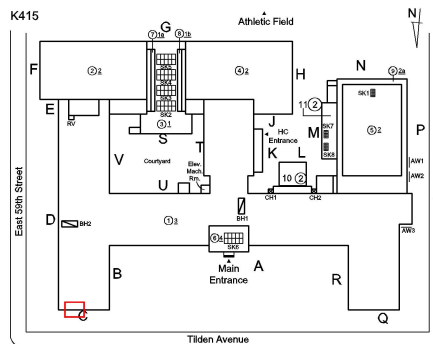 K415
Athletic Field
N
G
7 1a
8 1b
F
2 2
SK5
SK4
SK3
SK2
4 2
H
N
9 2a
SK1
E
RV
3 1
S
J
HC
Entrance
11 2
SK7
M
SK8
5 2
P
V
Courtyard
T
K
L
Elev.
Mach.
Rm.
U
10 2
CH1
CH2
AW1
AW2
D
BH2
1 3
BH1
6 4
SK6
AW3
East 59th Street
B
Main
Entrance
A
R
C
Q
Tilden Avenue